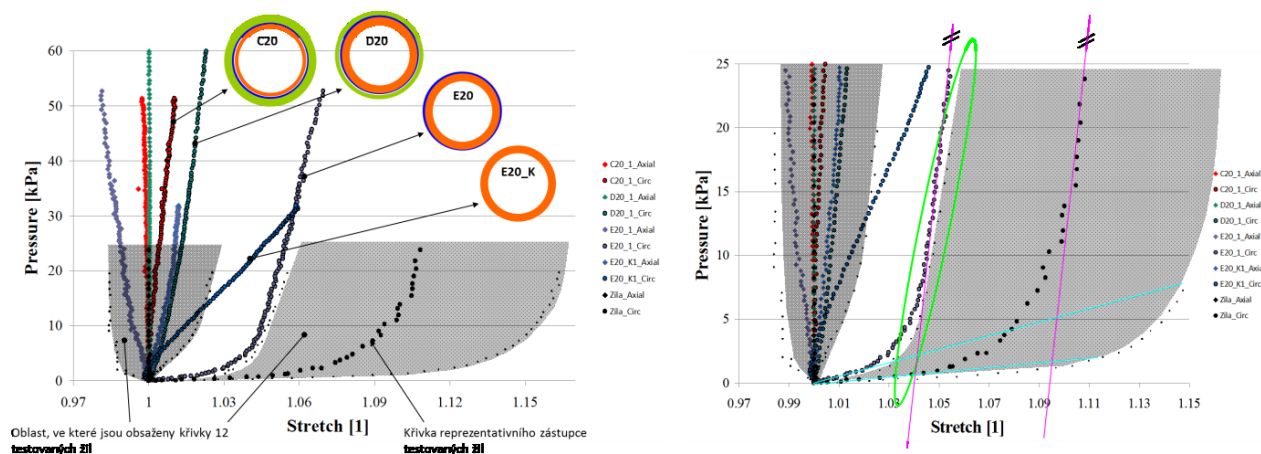 60
50
40
30
20
10
0
0.97
1
1.03
1.06
1.09
1.12
1.15
Pressure [kPa]
Stretch [1]
C20
D20
E20
E20_K
C20_1_Axial
C20_1_Circ
D20_1_Axial
D20_1_Circ
E20_1_Axial
E20_1_Circ
E20_K1_Axial
E20_K1_Circ
Zila_Axial
Zila_Circ
Oblast, ve které jsou obsaženy křivky 12
testovaných žil
Křivka reprezentativního zástupce
testovaných žil
25
20
15
10
5
0
0.97
0.99
1.01
1.03
1.05
1.07
1.09
1.11
1.13
1.15
Pressure [kPa]
Stretch [1]
C20_1_Axial
C20_1_Circ
D20_1_Axial
D20_1_Circ
E20_1_Axial
E20_1_Circ
E20_K1_Axial
E20_K1_Circ
Zila_Axial
Zila_Circ